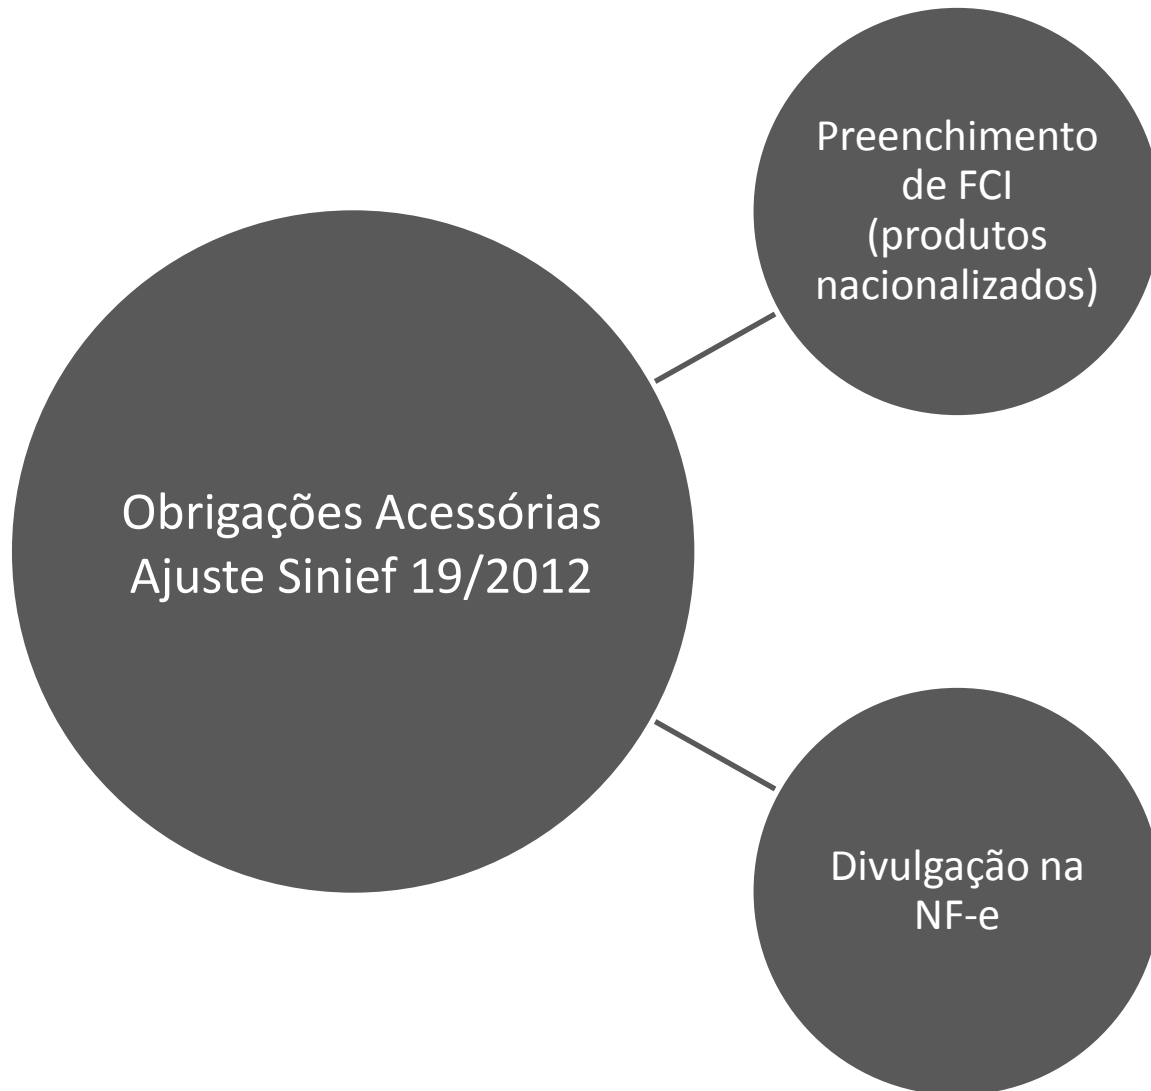 Preenchimento
de FCI
(produtos
nacionalizados)
Obrigações Acessórias
Ajuste Sinief 19/2012
Divulgação na
NF-e